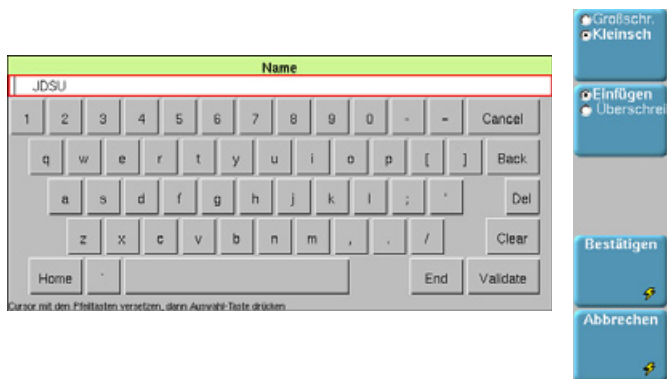 Name
JDSU
1 2 3 4 5 6 7 8 9 0 - = Cancel
q w e r t y u i o p [ ] Back
a s d f g h j k l ; ' Del
z x c v b n m , . / Clear
Home ` End Validate
Cursor mit den Pfeiltasten versetzen, dann Auswahl-Taste drücken
Großschr.
Kleinsch
Einfügen
Überschrei
Bestätigen
Abbrechen